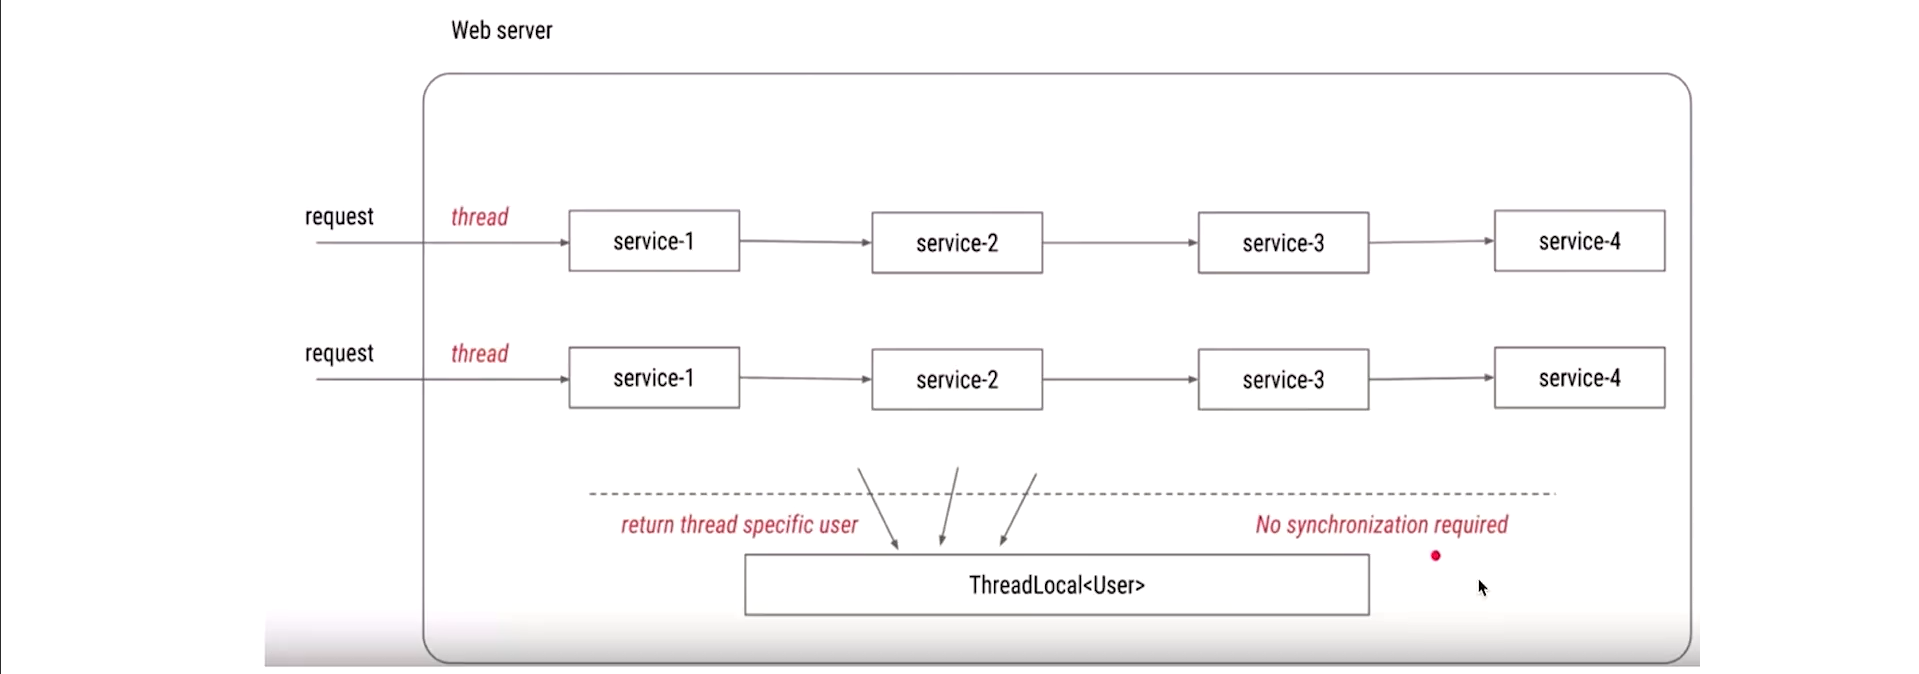 Web server
request
thread
service-1
service-2
service-3
service-4
request
thread
service-1
service-2
service-3
service-4
return thread specific user
No synchronization required
ThreadLocal<User>